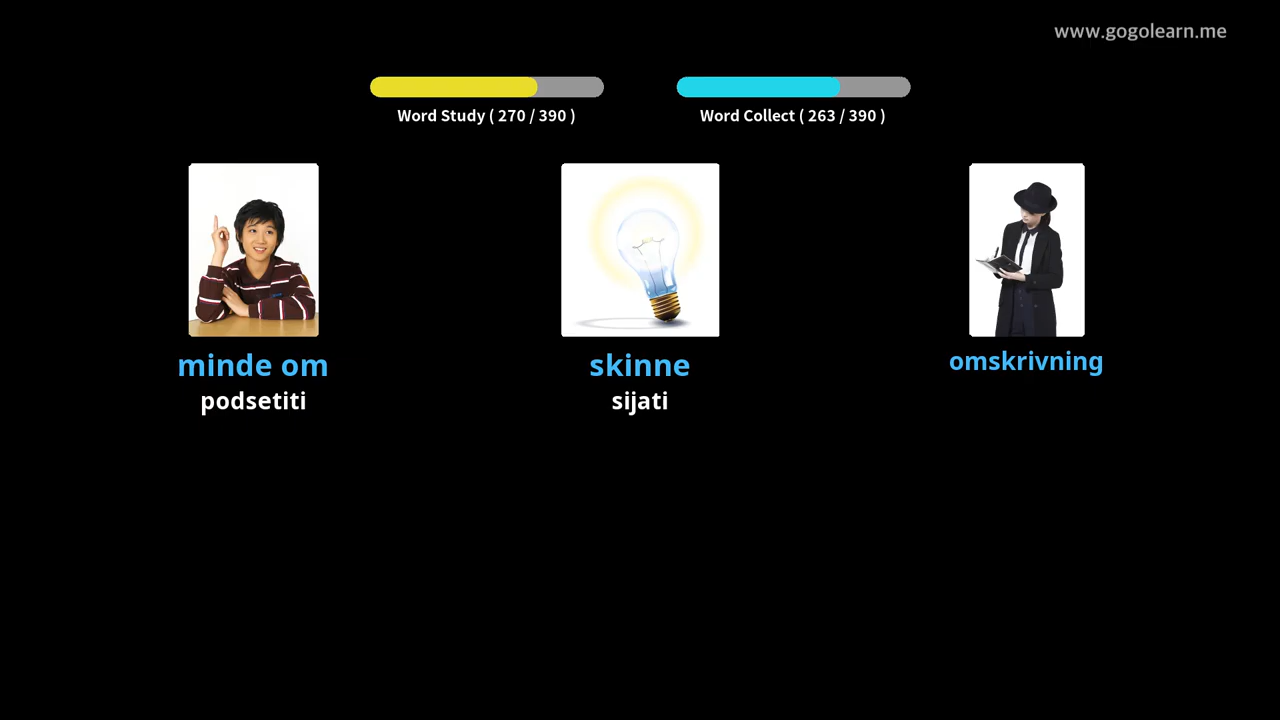 www.gogolearn.me
Word Study ( 270 / 390 )
Word Collect ( 263 / 390 )
minde om
podsetiti
skinne
sijati
omskrivning